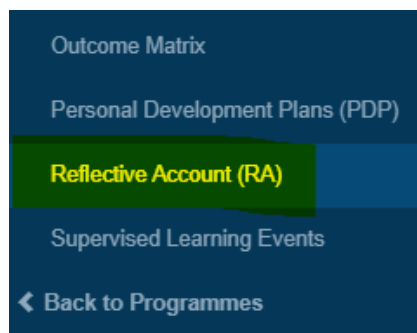 Outcome Matrix
Personal Development Plans (PDP)
Reflective Account (RA)
Supervised Learning Events
Back to Programmes